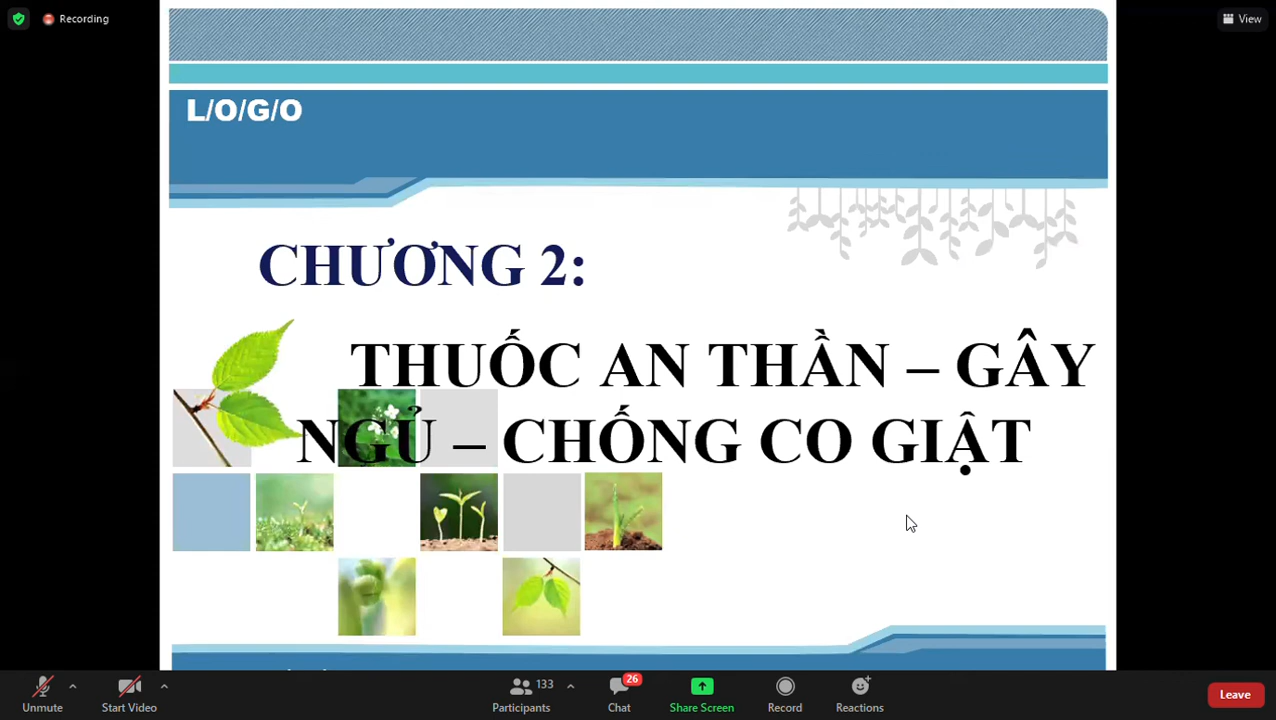 Recording
View
L/O/G/O
CHƯƠNG 2:
THUỐC AN THẦN – GÂY
NGỦ – CHỐNG CO GIẬT
Unmute
Start Video
133
Participants
26
Chat
Share Screen
Record
Reactions
Leave